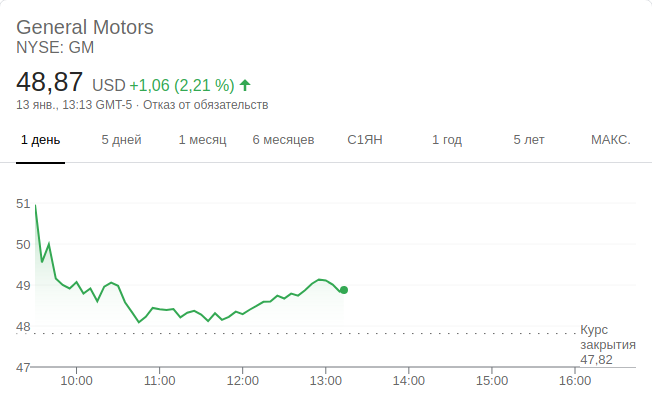 General Motors
NYSE: GM
48,87 USD +1,06 (2,21 %)
13 янв., 13:13 GMT-5 · Отказ от обязательств
1 день 5 дней 1 месяц 6 месяцев С1ЯН 1 год 5 лет МАКС.
51
50
49
48
Курс
закрытия
47,82
47
10:00 11:00 12:00 13:00 14:00 15:00 16:00